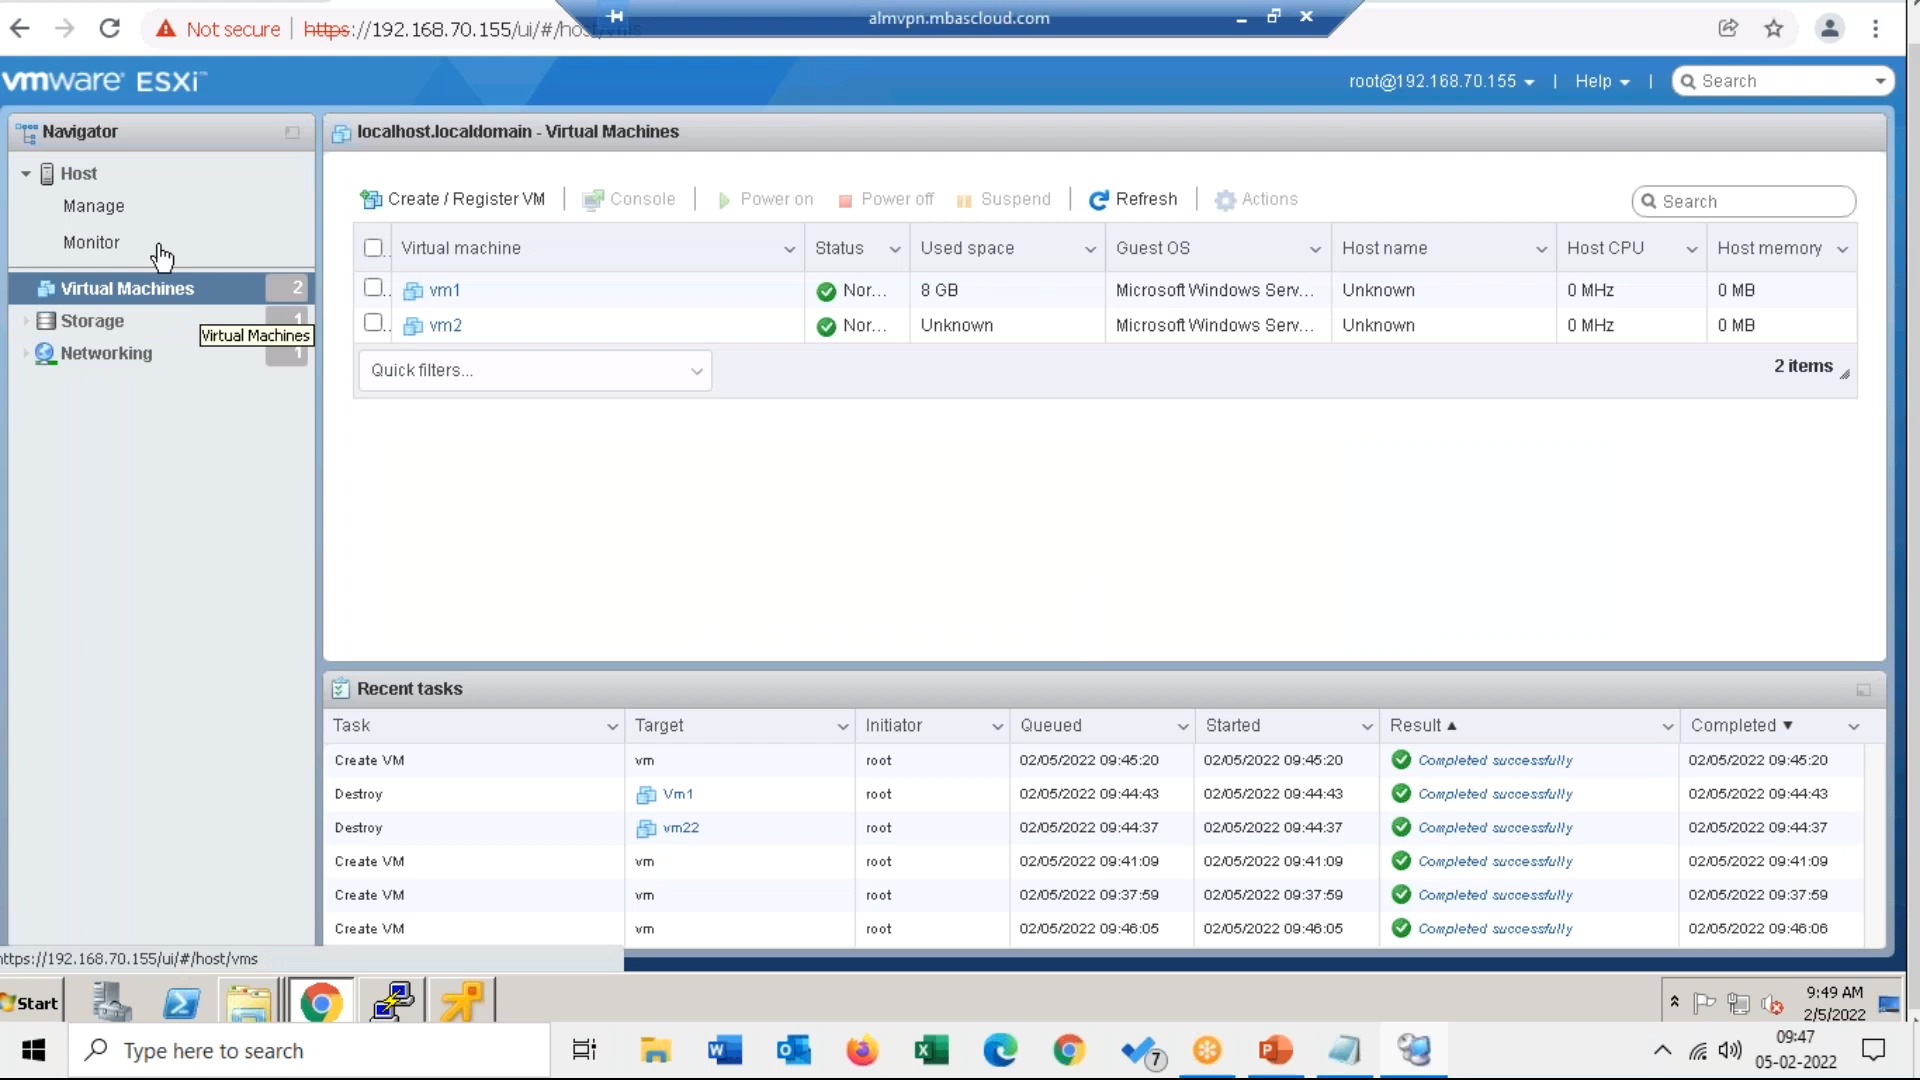 almvpn.mbascloud.com
Not secure | https://192.168.70.155/ui/#/host/vms
vmware ESXi™
root@192.168.70.155 | Help | Search
Navigator
Host
Manage
Monitor
Virtual Machines 2
Storage 1
Virtual Machines
Networking 1
localhost.localdomain - Virtual Machines
Create / Register VM | Console | Power on Power off Suspend | Refresh | Actions
Search
Virtual machine Status Used space Guest OS Host name Host CPU Host memory
vm1 Nor... 8 GB Microsoft Windows Serv... Unknown 0 MHz 0 MB
vm2 Nor... Unknown Microsoft Windows Serv... Unknown 0 MHz 0 MB
Quick filters...
2 items
Recent tasks
Task Target Initiator Queued Started Result Completed
Create VM vm root 02/05/2022 09:45:20 02/05/2022 09:45:20 Completed successfully 02/05/2022 09:45:20
Destroy Vm1 root 02/05/2022 09:44:43 02/05/2022 09:44:43 Completed successfully 02/05/2022 09:44:43
Destroy vm22 root 02/05/2022 09:44:37 02/05/2022 09:44:37 Completed successfully 02/05/2022 09:44:37
Create VM vm root 02/05/2022 09:41:09 02/05/2022 09:41:09 Completed successfully 02/05/2022 09:41:09
Create VM vm root 02/05/2022 09:37:59 02/05/2022 09:37:59 Completed successfully 02/05/2022 09:37:59
Create VM vm root 02/05/2022 09:46:05 02/05/2022 09:46:05 Completed successfully 02/05/2022 09:46:06
https://192.168.70.155/ui/#/host/vms
Start
9:49 AM
2/5/2022
Type here to search
7
09:47
05-02-2022